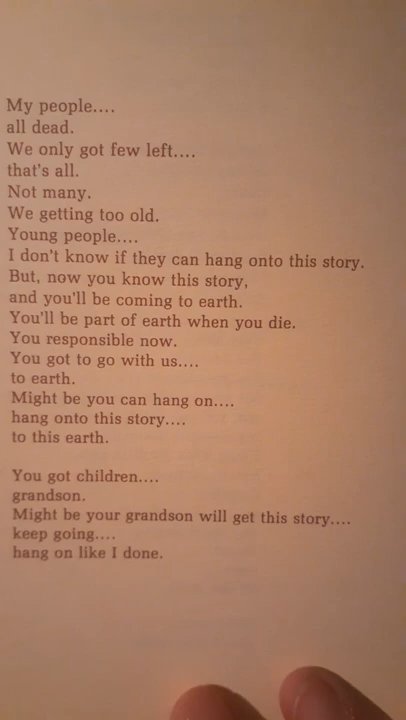 My people....
all dead.
We only got few left....
that's all.
Not many.
We getting too old.
Young people....
I don't know if they can hang onto this story.
But, now you know this story,
and you'll be coming to earth.
You'll be part of earth when you die.
You responsible now.
You got to go with us....
to earth.
Might be you can hang on....
hang onto this story....
to this earth.
You got children....
grandson.
Might be your grandson will get this story....
keep going....
hang on like I done.